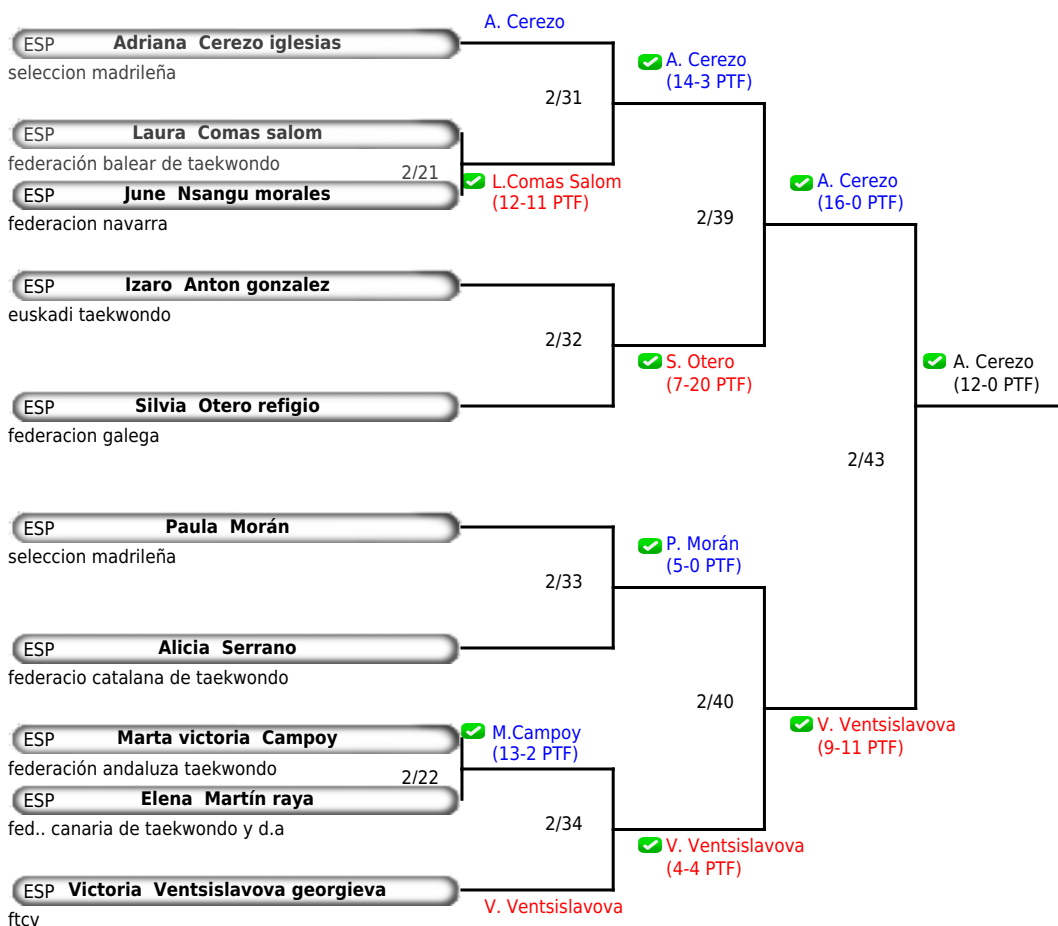 A. Cerezo
ESP Adriana Cerezo iglesias
seleccion madrileña
A. Cerezo
(14-3 PTF)
2/31
ESP Laura Comas salom
federación balear de taekwondo
2/21
ESP June Nsangu morales
federacion navarra
L.Comas Salom
(12-11 PTF)
A. Cerezo
(16-0 PTF)
2/39
ESP Izaro Anton gonzalez
euskadi taekwondo
2/32
S. Otero
(7-20 PTF)
A. Cerezo
(12-0 PTF)
ESP Silvia Otero refigio
federacion galega
2/43
ESP Paula Morán
seleccion madrileña
P. Morán
(5-0 PTF)
2/33
ESP Alicia Serrano
federacio catalana de taekwondo
2/40
ESP Marta victoria Campoy
federación andaluza taekwondo
M.Campoy
(13-2 PTF)
V. Ventsislavova
(9-11 PTF)
2/22
ESP Elena Martín raya
fed.. canaria de taekwondo y d.a
2/34
V. Ventsislavova
(4-4 PTF)
ESP Victoria Ventsislavova georgieva
ftcv
V. Ventsislavova